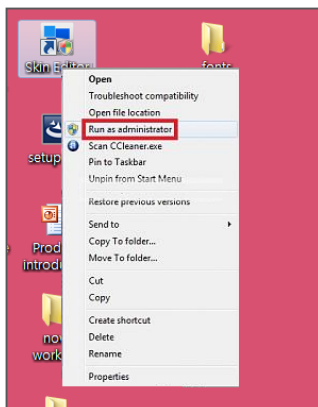 Skin Editor
fonts
Open
Troubleshoot compatibility
Open file location
Run as administrator
Scan CCleaner.exe
Pin to Taskbar
Unpin from Start Menu
Restore previous versions
Send to
Copy To folder...
Move To folder...
Cut
Copy
Create shortcut
Delete
Rename
Properties
setup
Prod
introd
work